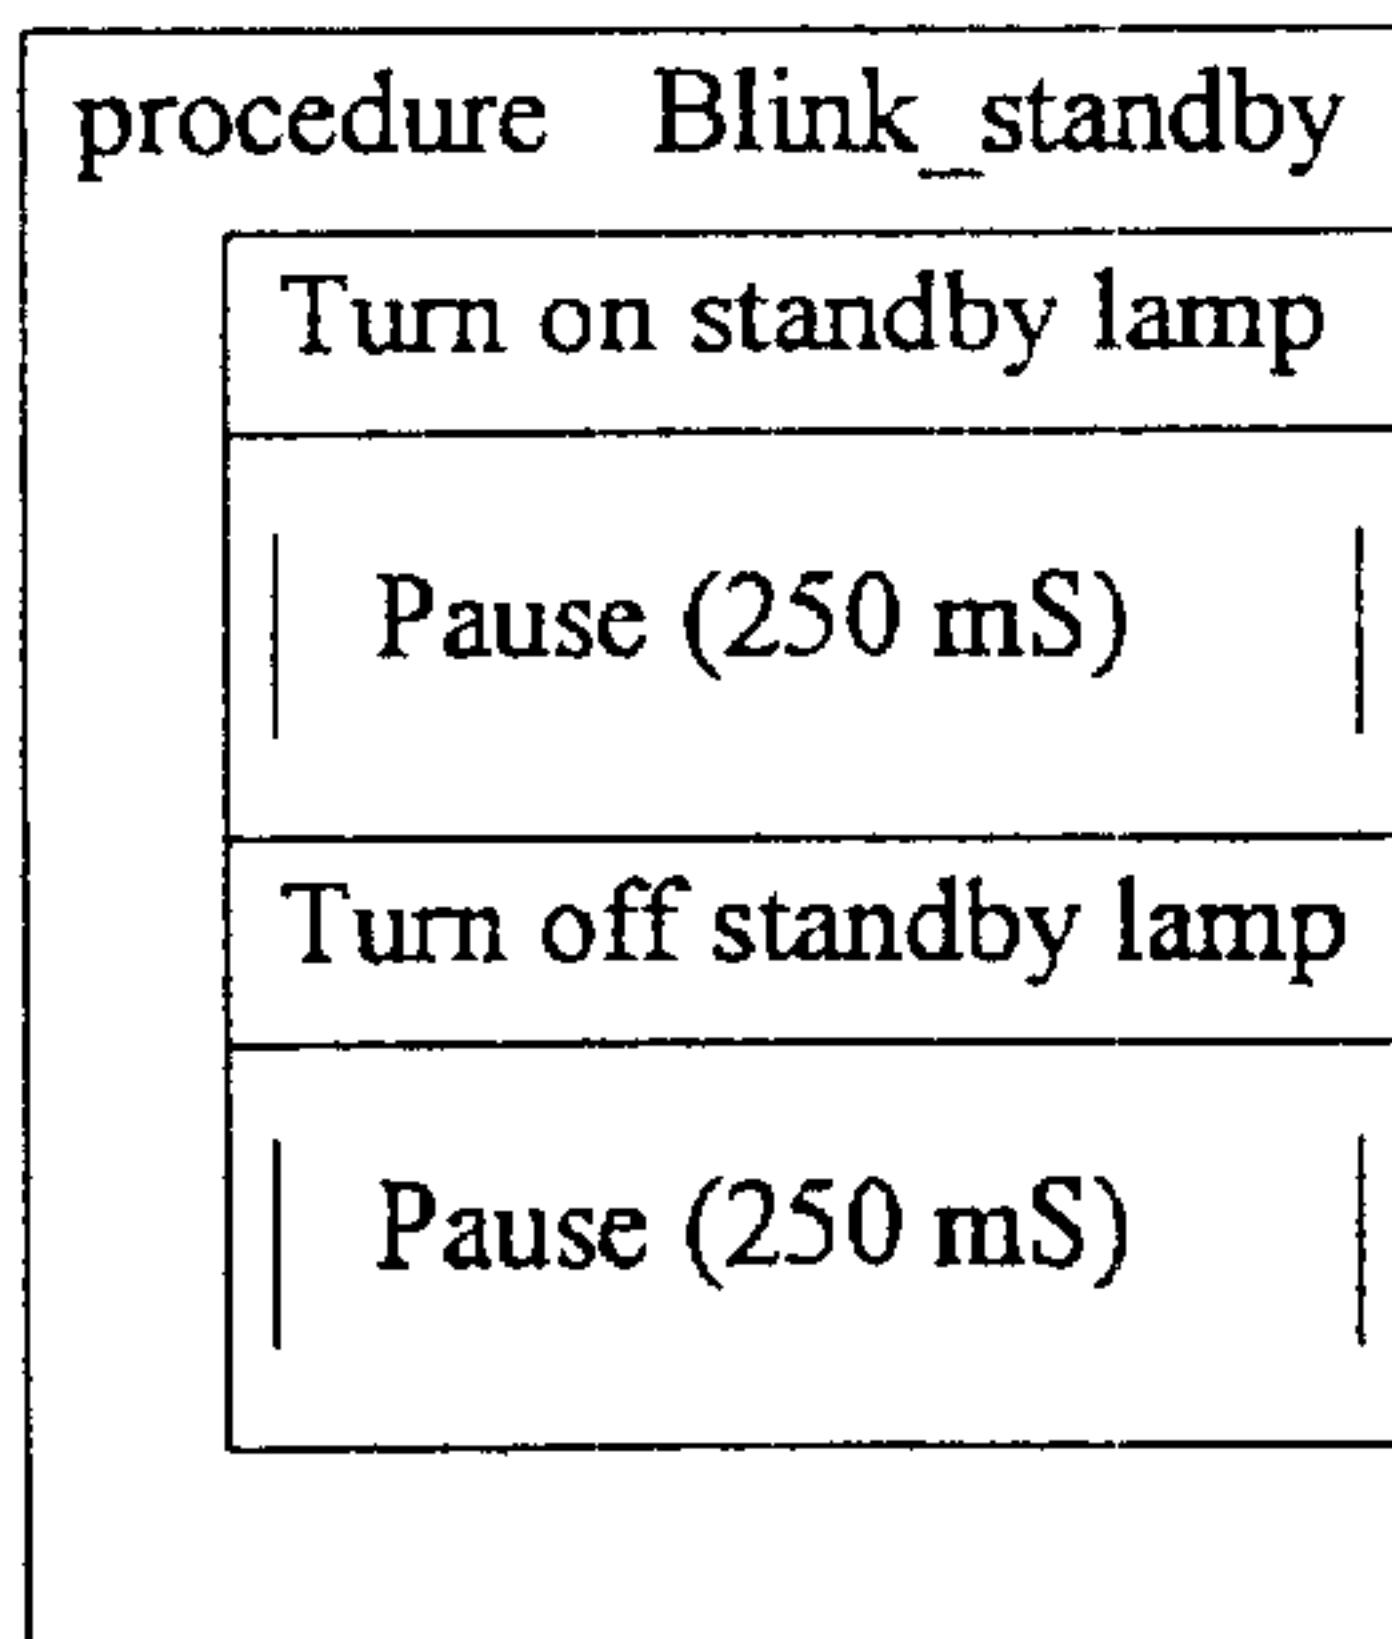 procedure Blink_standby
Turn on standby lamp
Pause (250 mS)
Turn off standby lamp
Pause (250 mS)